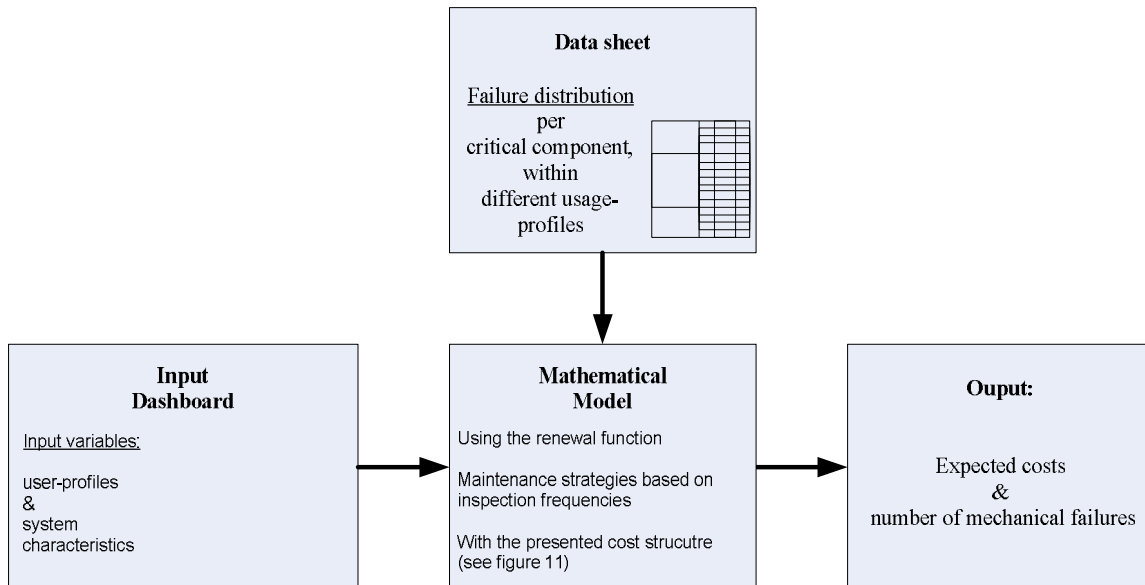 Data sheet
Failure distribution
per
critical component,
within
different usage-
profiles
Input
Dashboard
Input variables:
user-profiles
&
system
characteristics
Mathematical
Model
Using the renewal function
Maintenance strategies based on
inspection frequencies
With the presented cost strucutre
(see figure 11)
Ouput:
Expected costs
&
number of mechanical failures